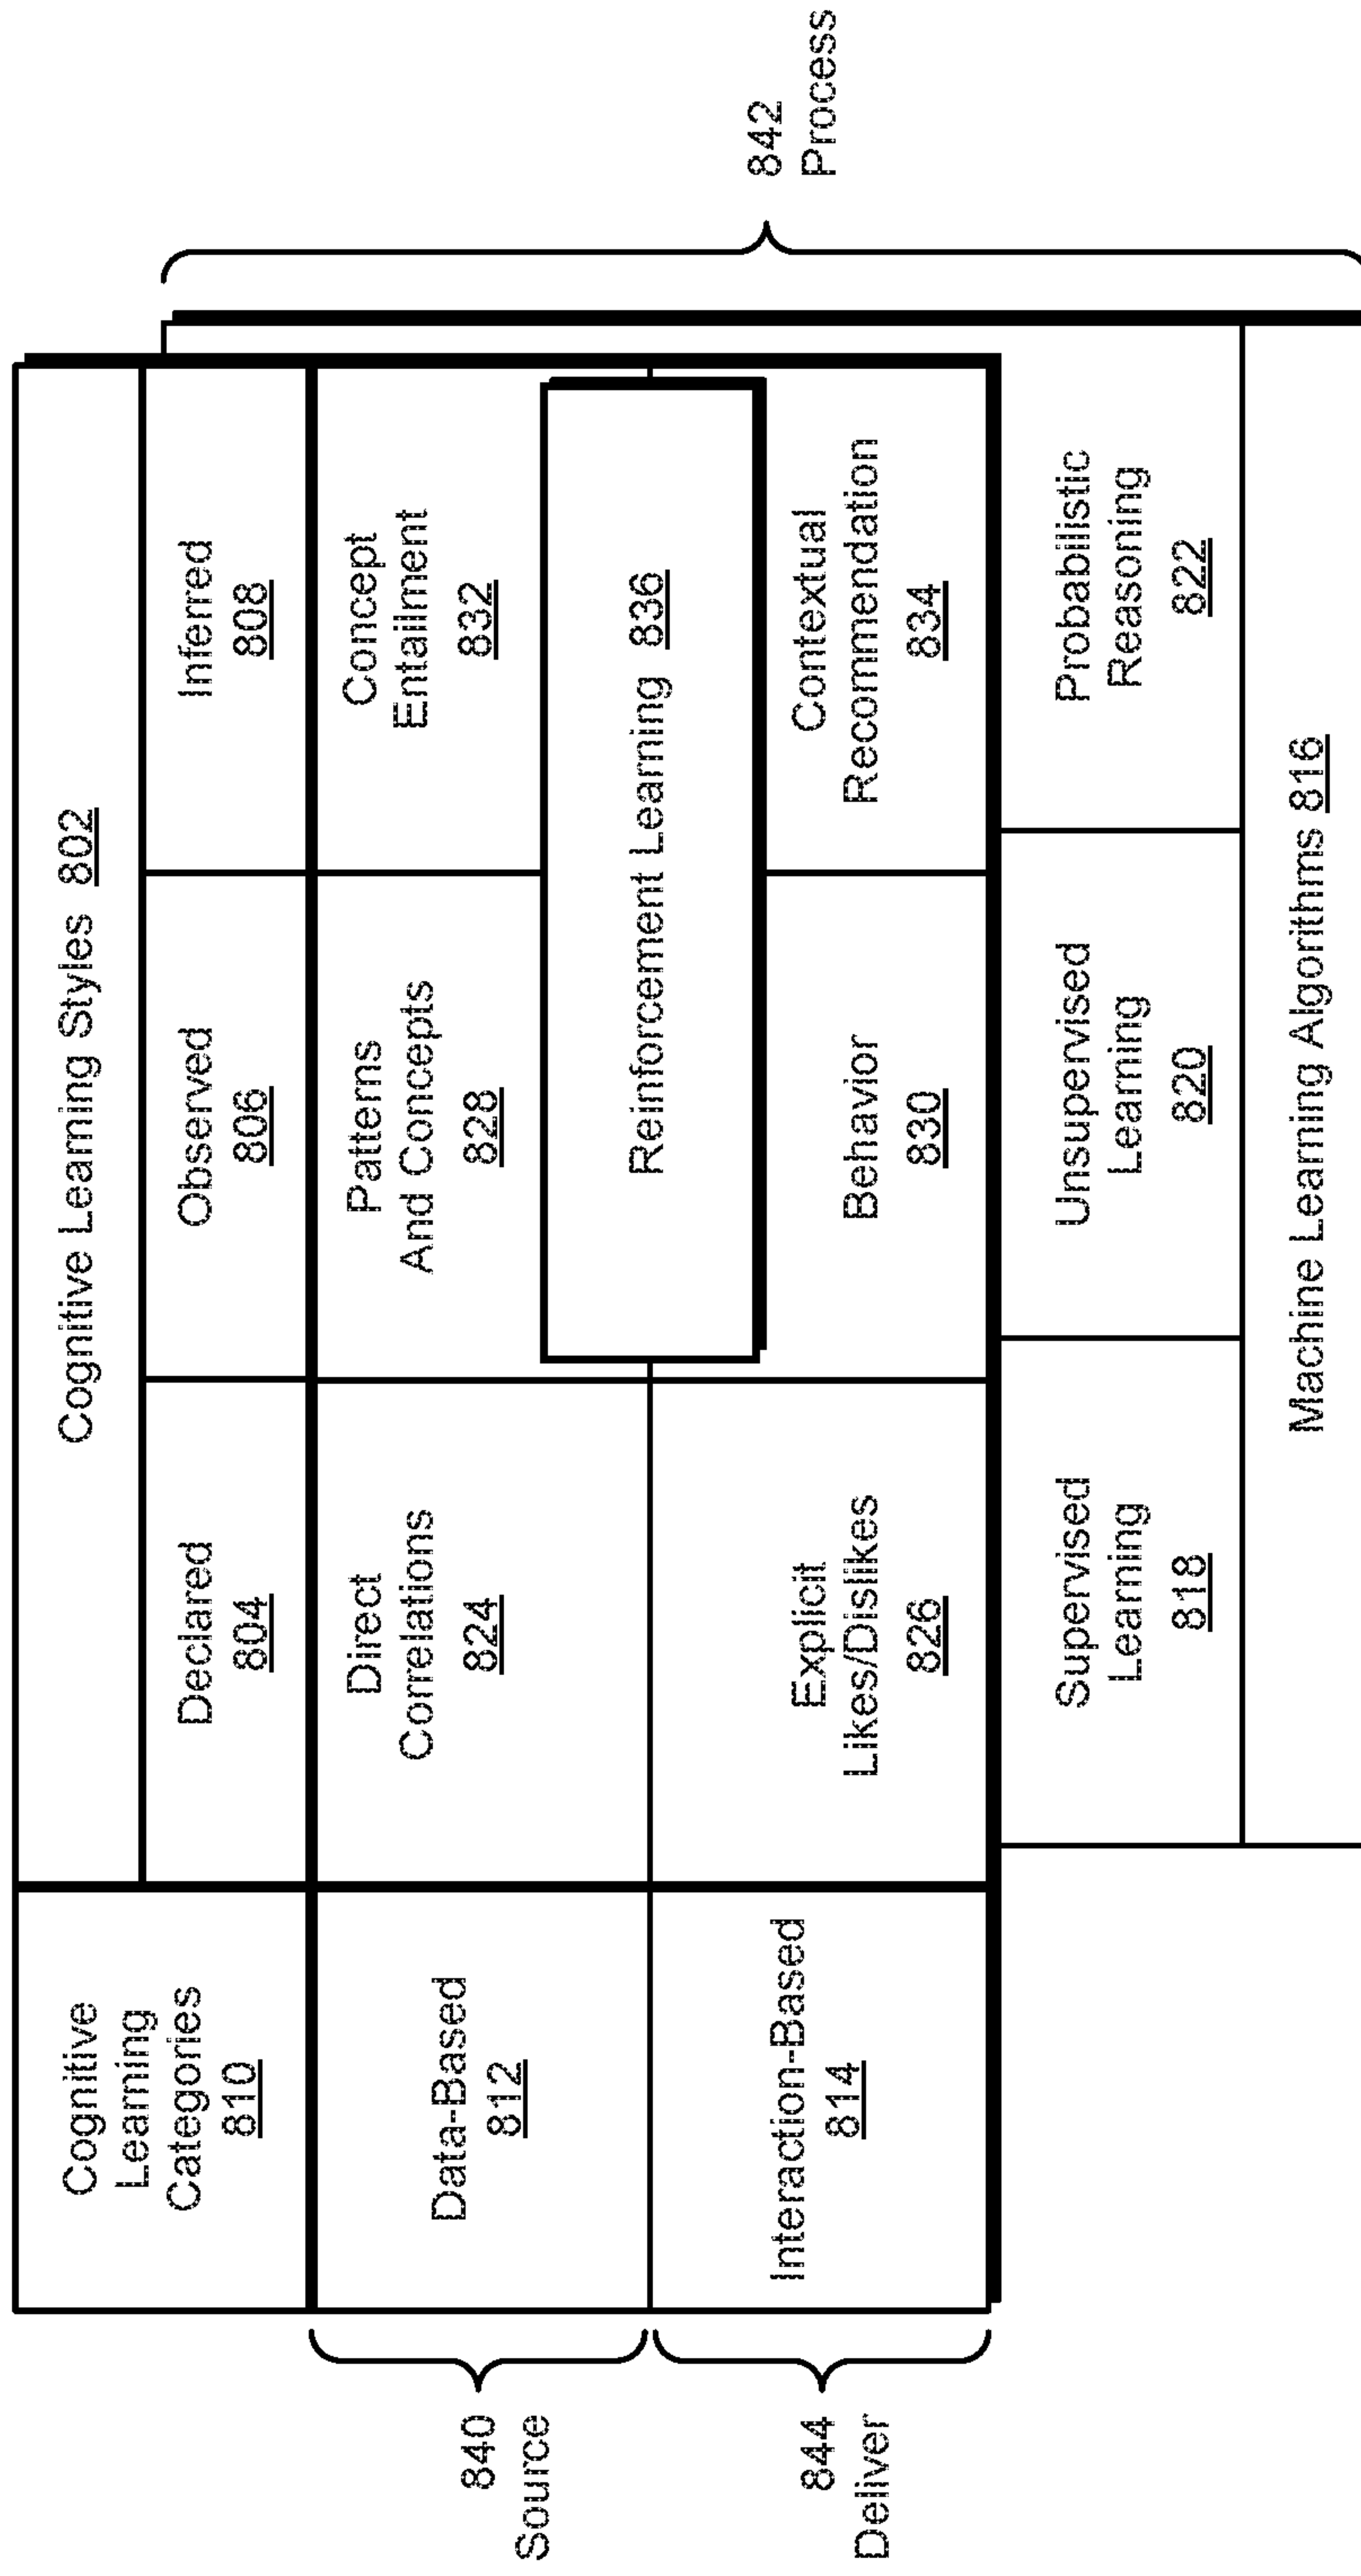 Cognitive Learning Styles 802
Cognitive
Learning
Categories
810
Declared
804
Observed
806
Inferred
808
840
Source
Data-Based
812
Direct
Correlations
824
Patterns
And Concepts
828
Concept
Entailment
832
Reinforcement Learning 836
842
Process
844
Deliver
Interaction-Based
814
Explicit
Likes/Dislikes
826
Behavior
830
Contextual
Recommendation
834
Supervised
Learning
818
Unsupervised
Learning
820
Probabilistic
Reasoning
822
Machine Learning Algorithms 816